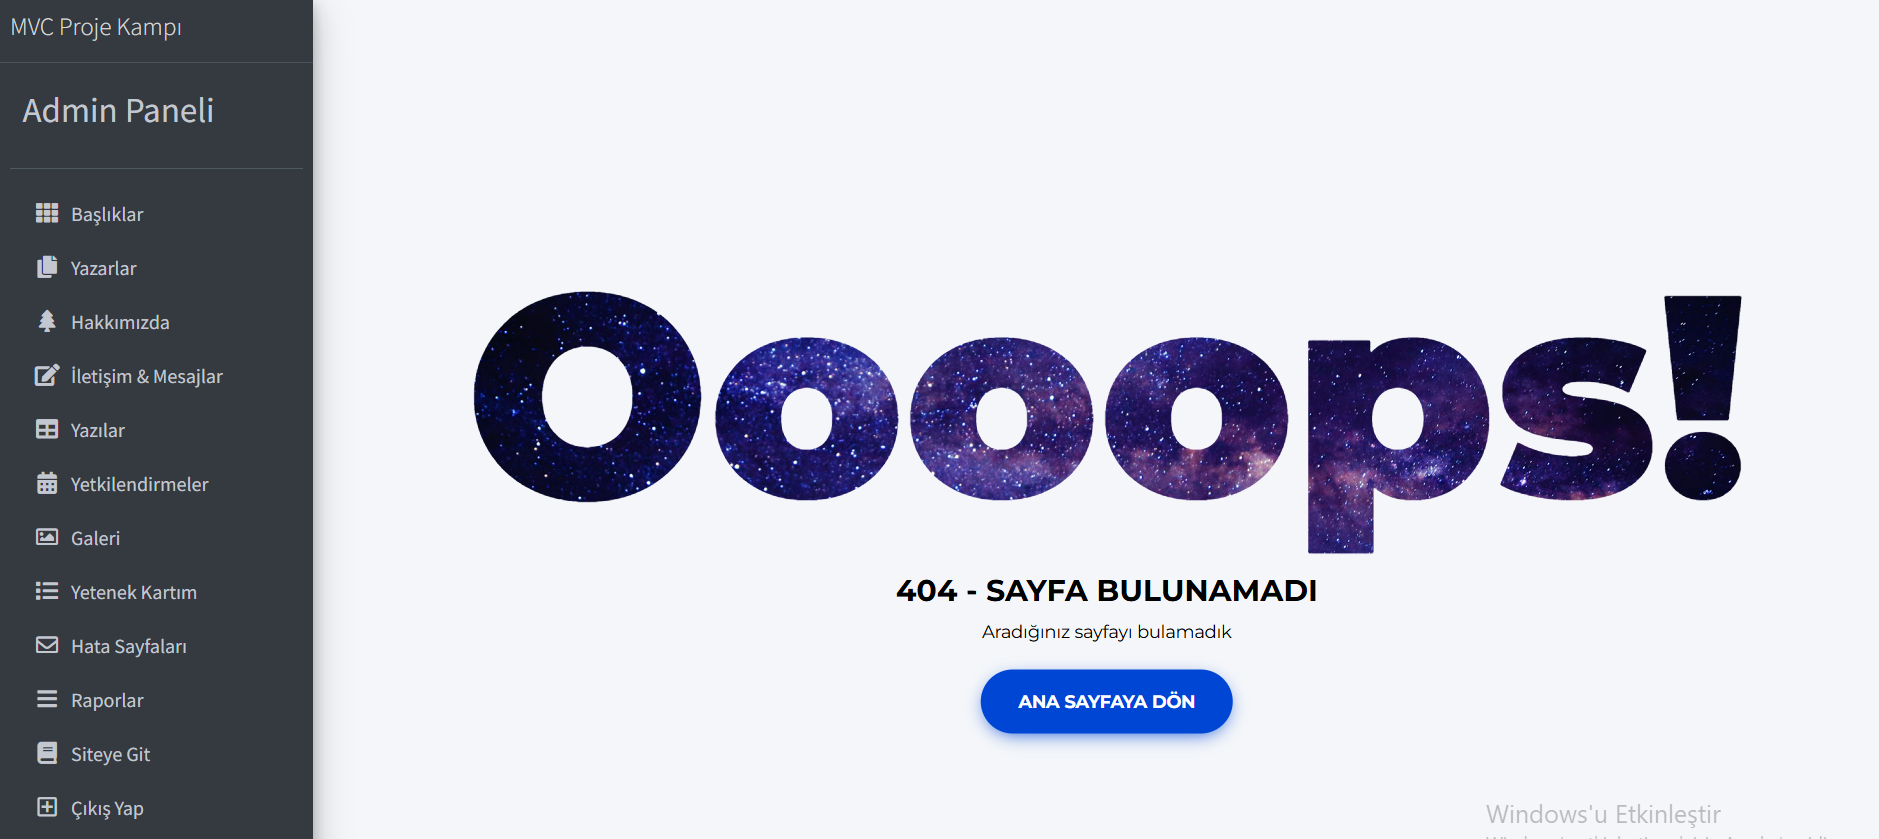 MVC Proje Kampı
Admin Paneli
Başlıklar
Yazarlar
Hakkımızda
İletişim & Mesajlar
Yazılar
Yetkilendirmeler
Galeri
Yetenek Kartım
Hata Sayfaları
Raporlar
Siteye Git
Çıkış Yap
Oooops!
404 - SAYFA BULUNAMADI
Aradığınız sayfayı bulamadık
ANA SAYFAYA DÖN
Windows'u Etkinleştir